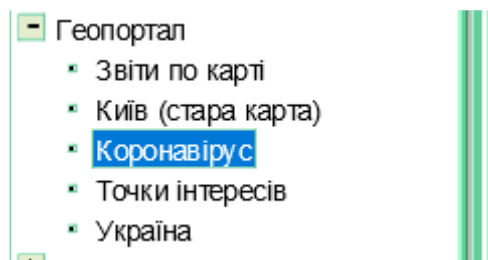 Геопортал
Звіти по карті
Київ (стара карта)
Коронавірус
Точки інтересів
Україна